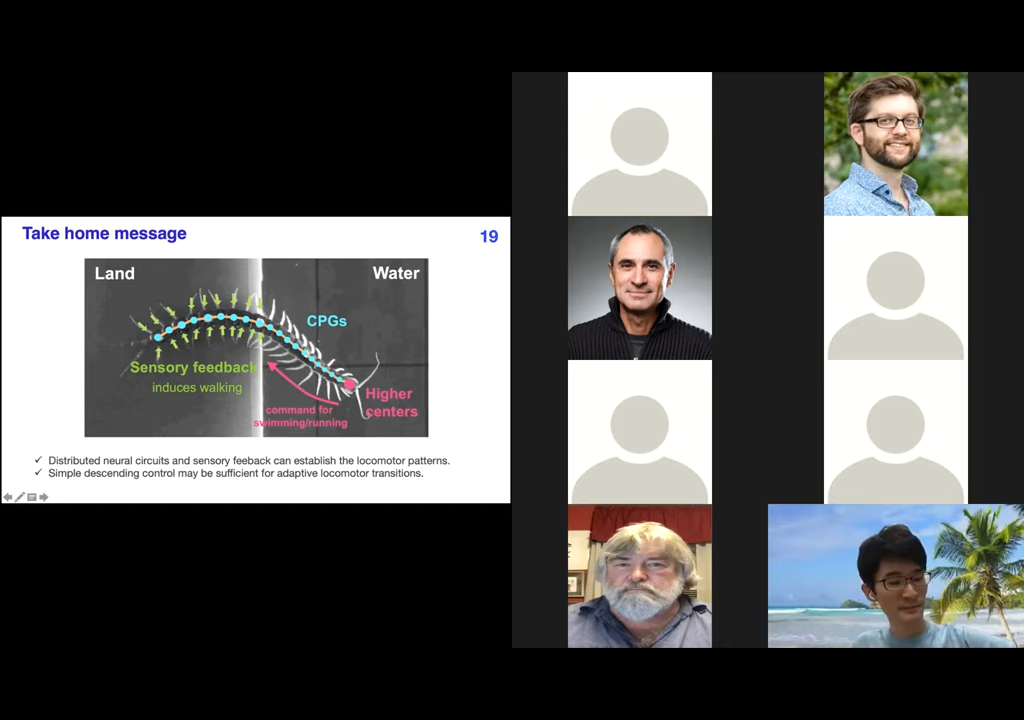 Take home message
19
Land
Water
CPGs
Sensory feedback
induces walking
Higher
centers
command for
swimming/running
✓ Distributed neural circuits and sensory feeback can establish the locomotor patterns.
✓ Simple descending control may be sufficient for adaptive locomotor transitions.